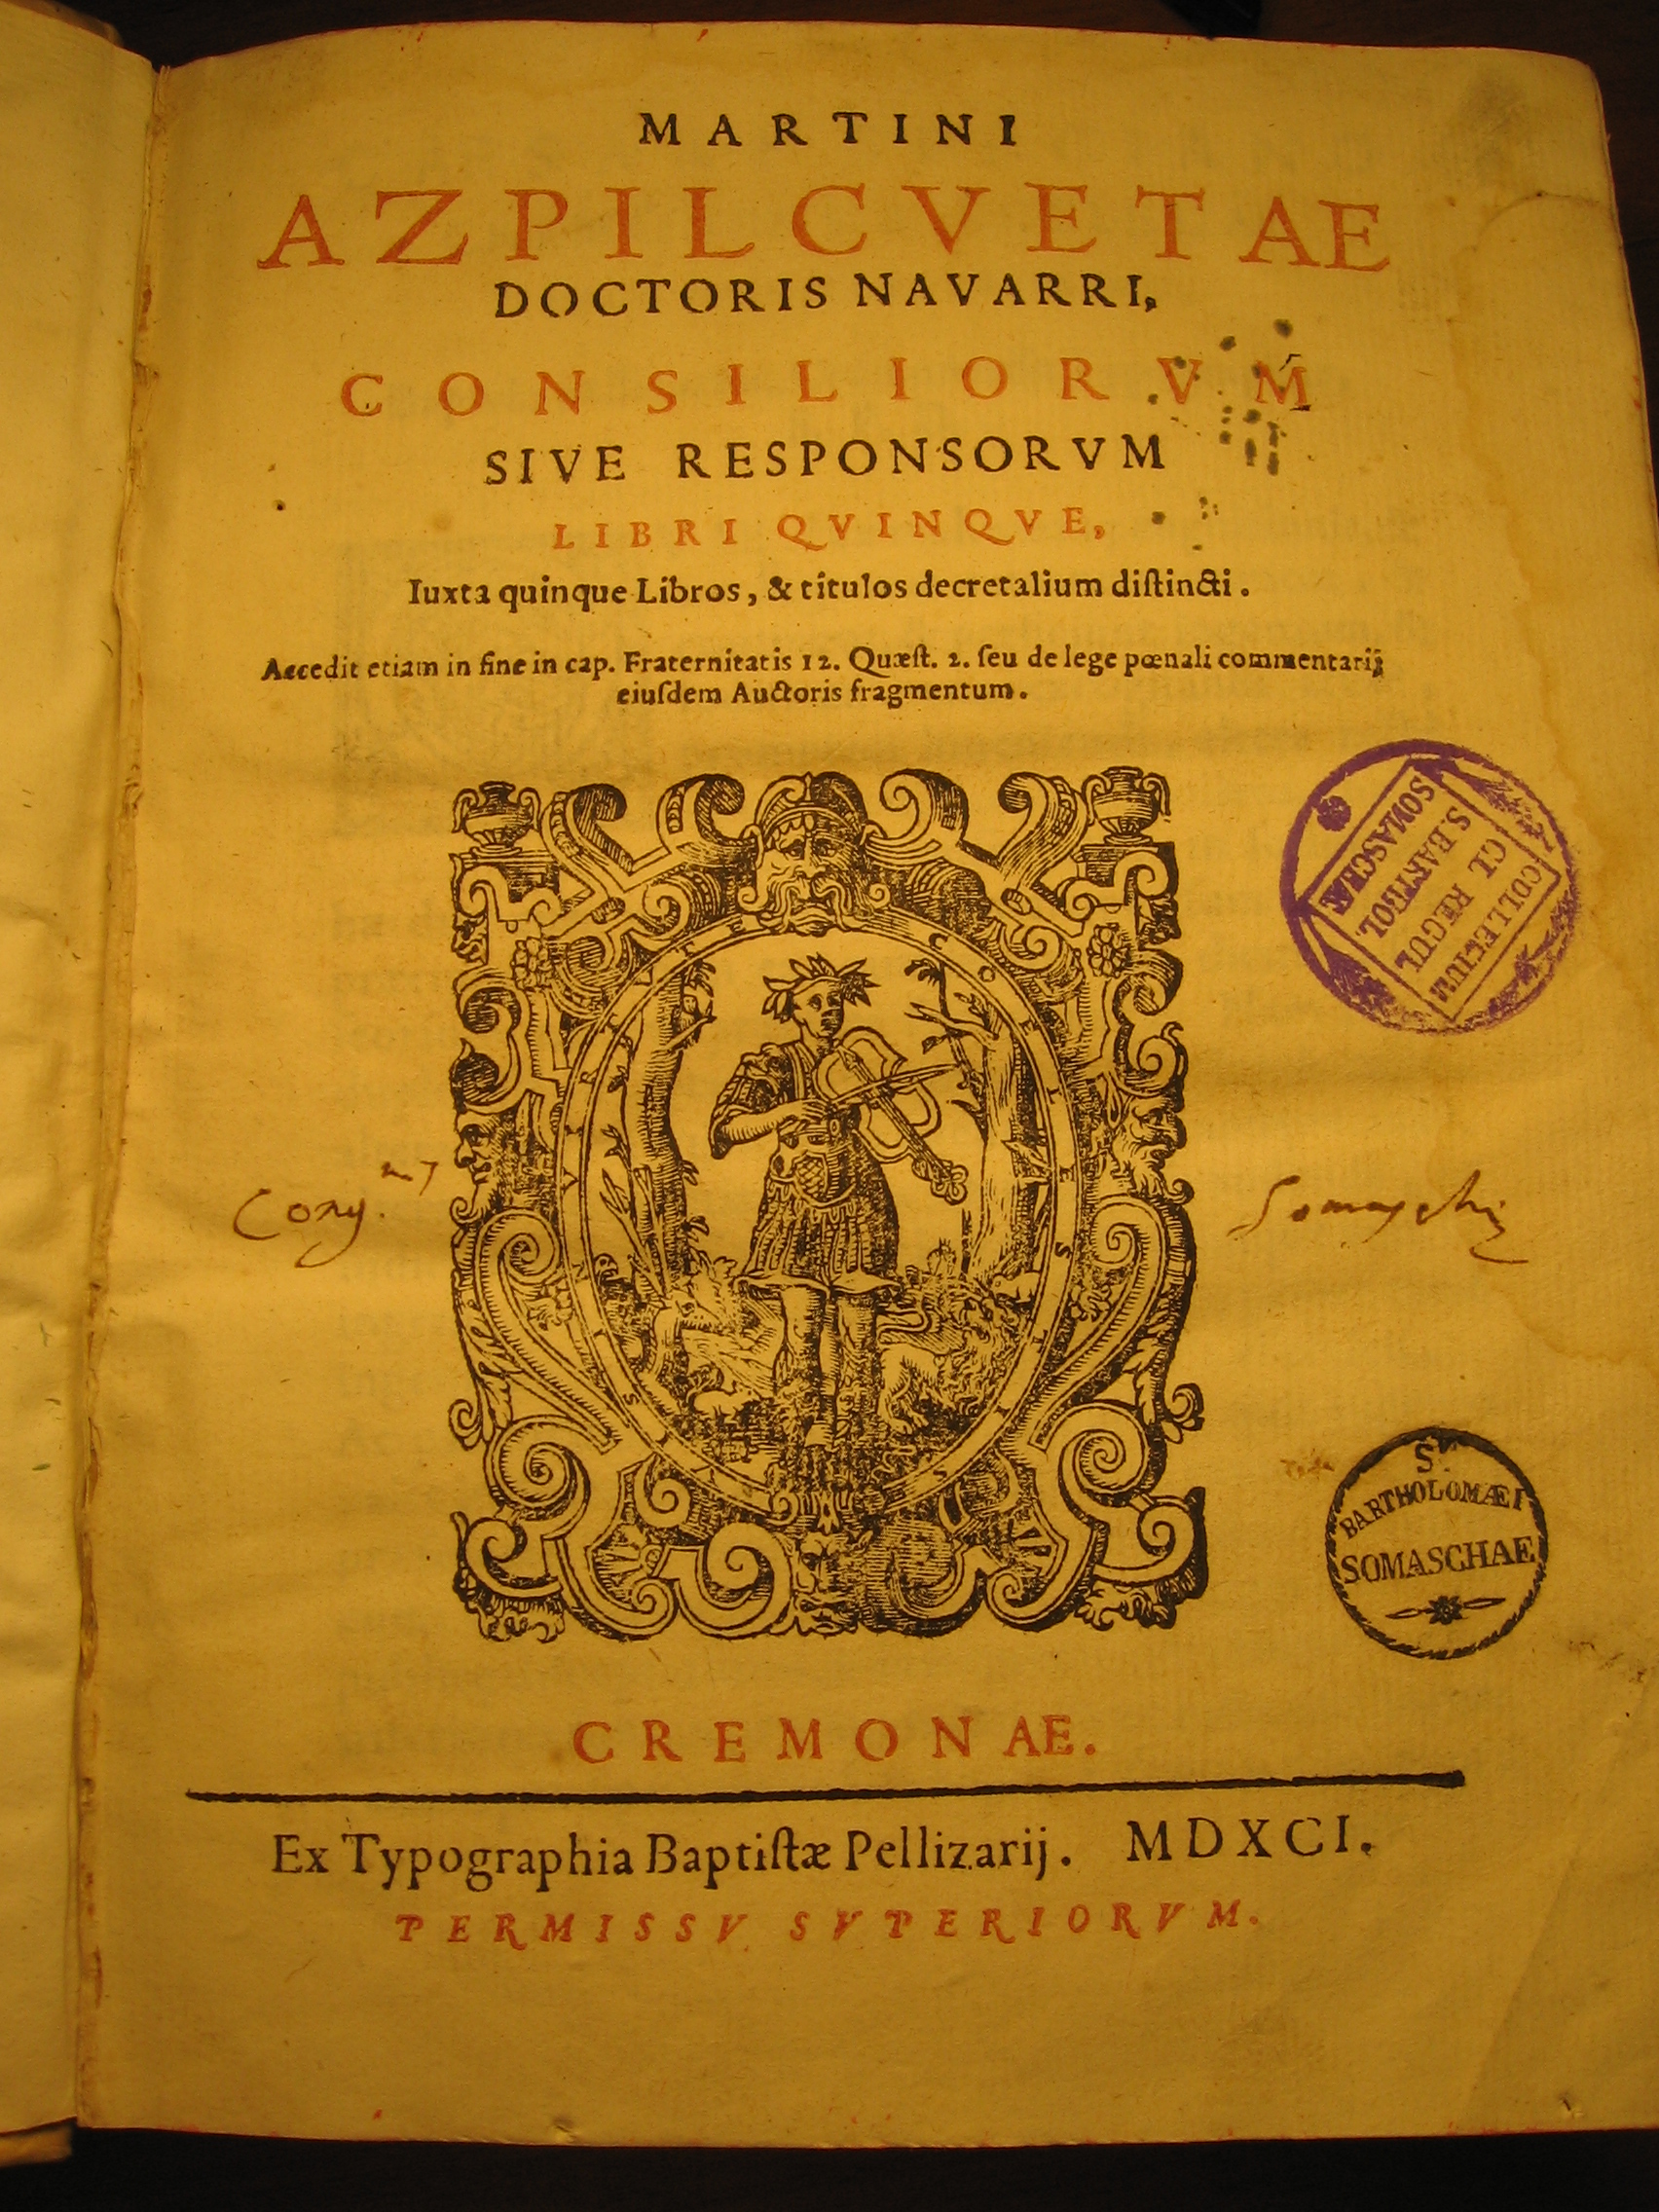 MARTINI
AZPILCVETAE
DOCTORIS NAVARRI,
CONSILIORVM
SIVE RESPONSORVM
LIBRI QVINQVE,
Iuxta quinque Libros, & titulos decretalium distincti.
Accedit etiam in fine in cap. Fraternitatis 12. Quæst. 2. seu de lege pœnali commentarij
eiusdem Auctoris fragmentum.
COLLEGIUM
CL. REGUL
S. BARTHOL
SOMASCHÆ
COELESTIS
S.
BARTHOLOMÆI
SOMASCHAE
CREMONAE.
Ex Typographia Baptistæ Pellizarij. MDXCI.
PERMISSV SVPERIORVM.